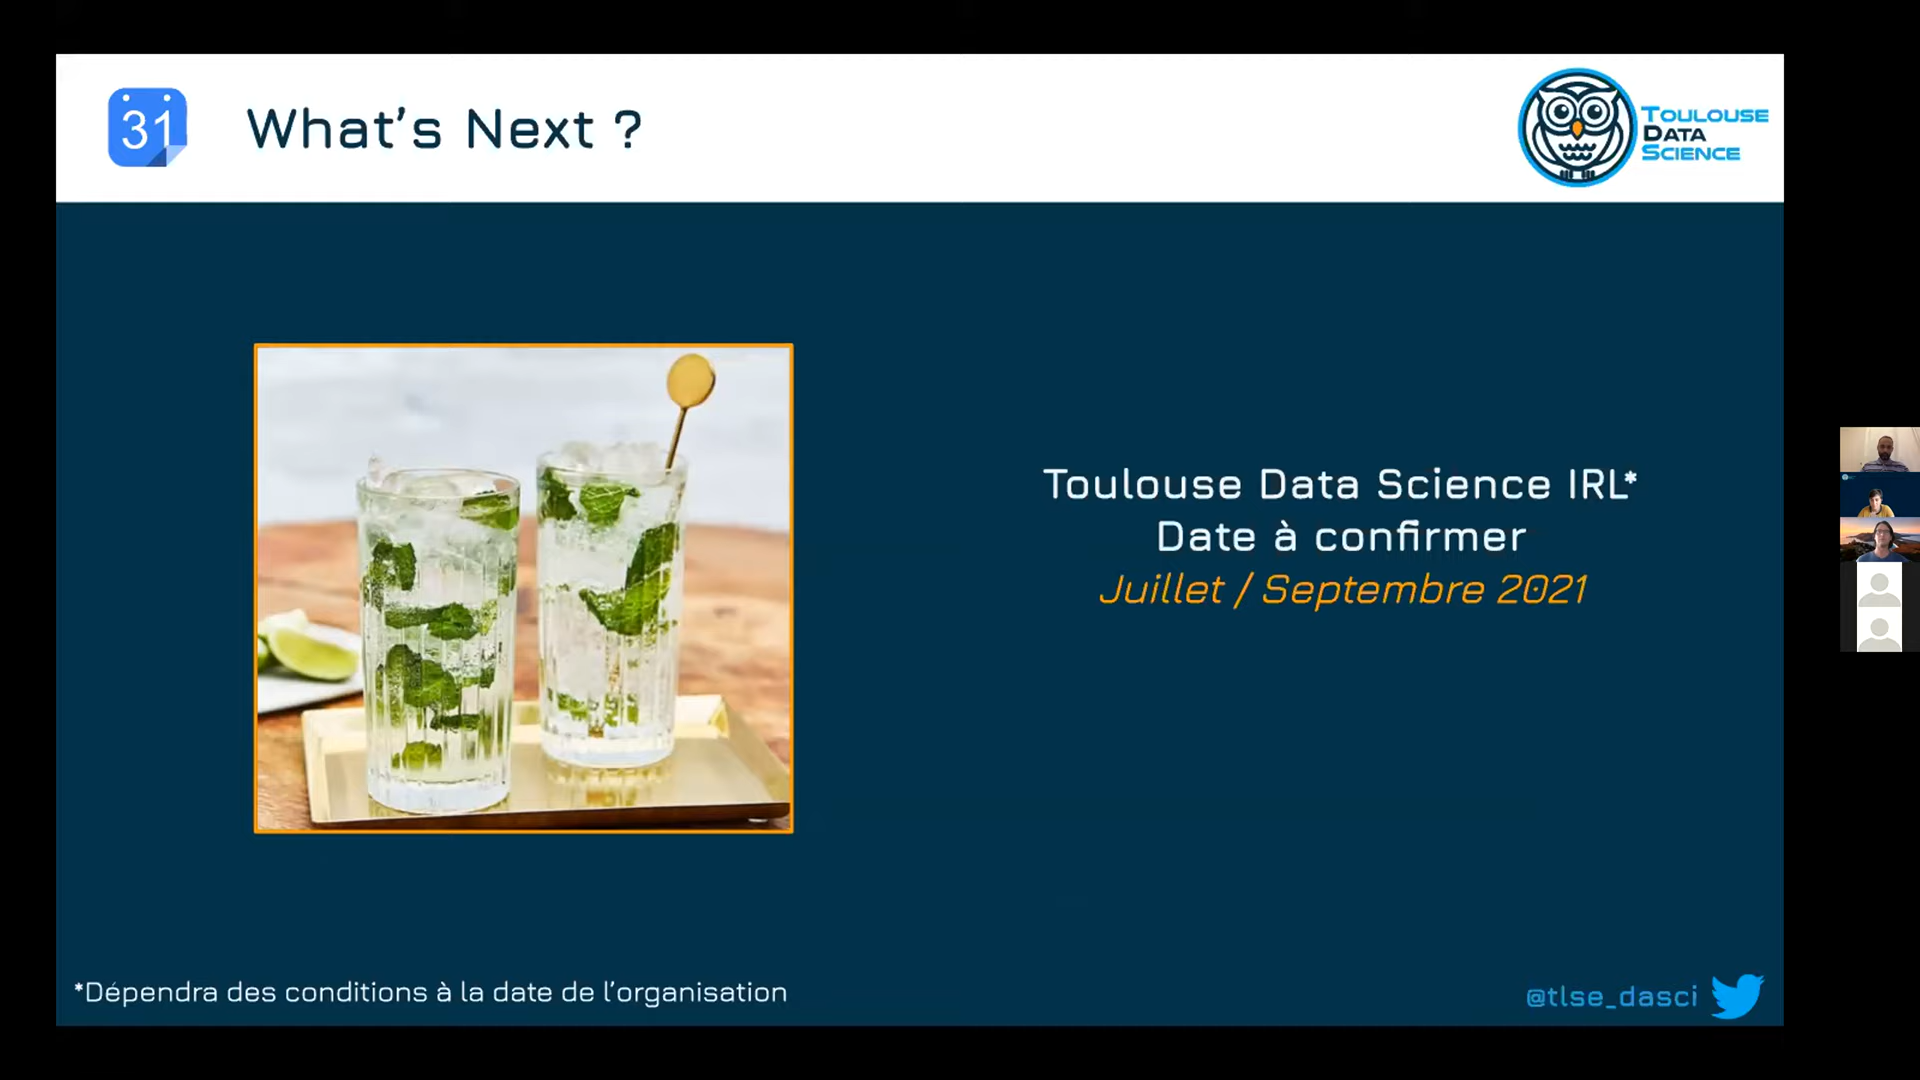 31
What's Next ?
TOULOUSE
DATA
SCIENCE
Toulouse Data Science IRL*
Date à confirmer
Juillet / Septembre 2021
*Dépendra des conditions à la date de l'organisation
@tlse_dasci